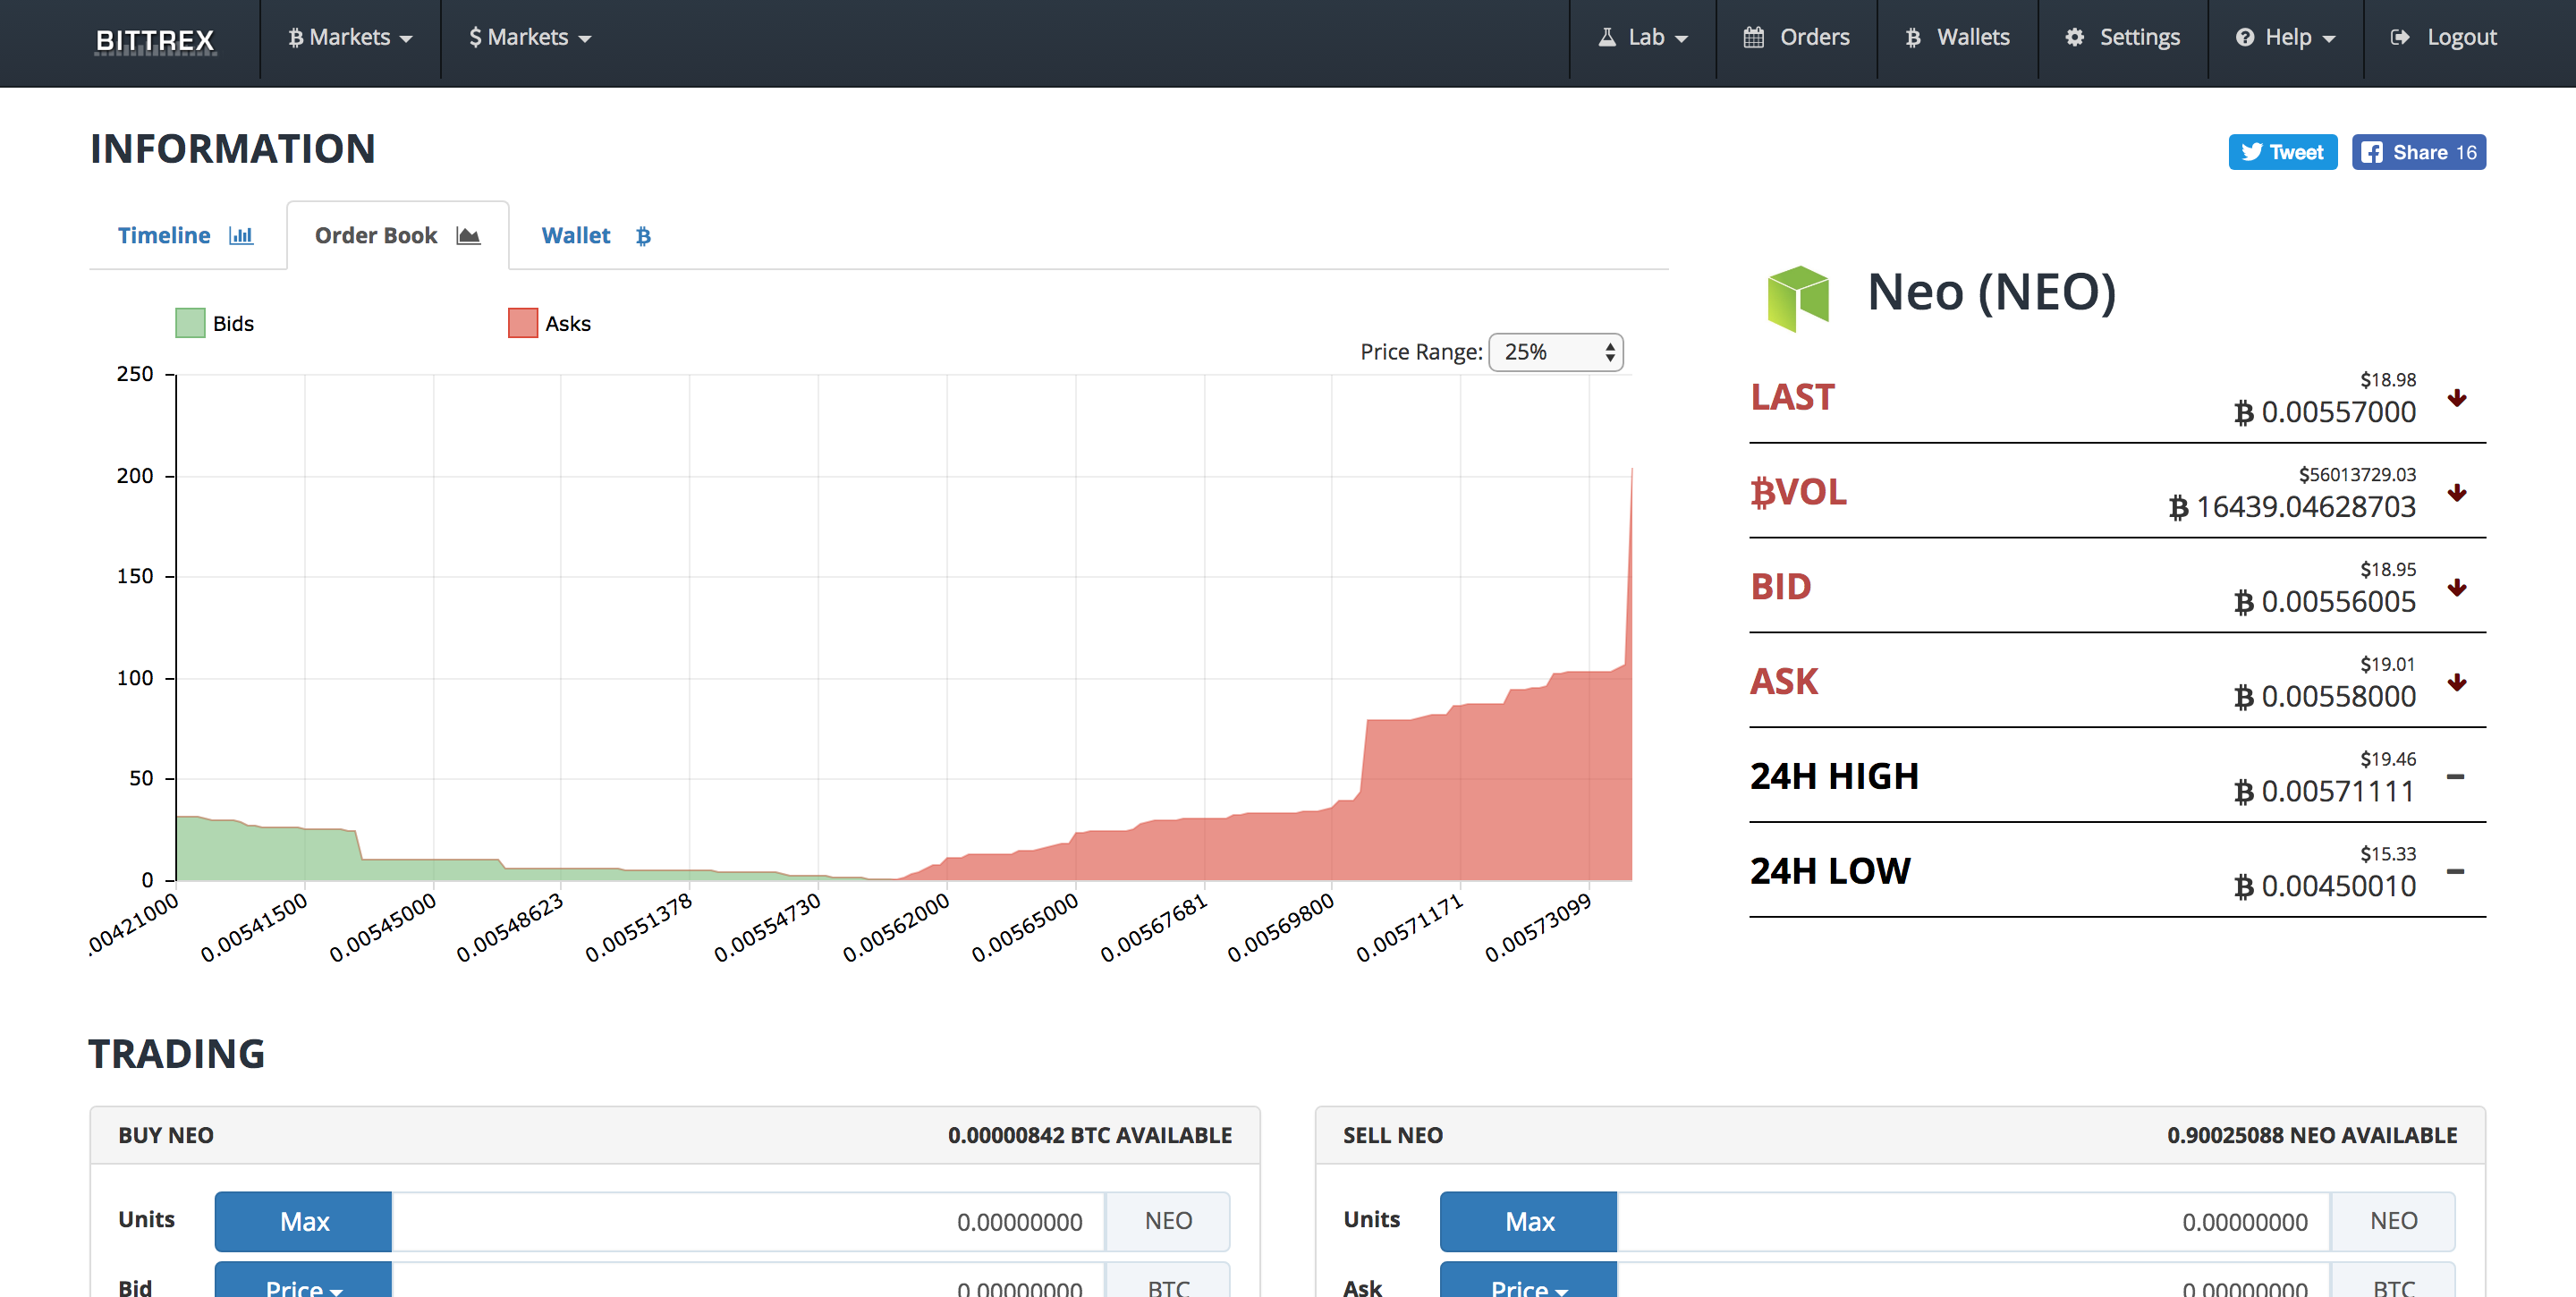 BITTREX
Markets
$ Markets
Lab
Orders
Wallets
Settings
Help
Logout
INFORMATION
Tweet
Share 16
Timeline
Order Book
Wallet
Bids
Asks
Price Range: 25%
250
200
150
100
50
0
.00421000
0.00541500
0.00545000
0.00548623
0.00551378
0.00554730
0.00562000
0.00565000
0.00567681
0.00569800
0.00571171
0.00573099
Neo (NEO)
LAST
$18.98
₿ 0.00557000
₿VOL
$56013729.03
₿ 16439.04628703
BID
$18.95
₿ 0.00556005
ASK
$19.01
₿ 0.00558000
24H HIGH
$19.46
₿ 0.00571111
24H LOW
$15.33
₿ 0.00450010
TRADING
BUY NEO
0.00000842 BTC AVAILABLE
Units
Max
0.00000000
NEO
Bid
Price
0.00000000
BTC
SELL NEO
0.90025088 NEO AVAILABLE
Units
Max
0.00000000
NEO
Ask
Price
0.00000000
BTC